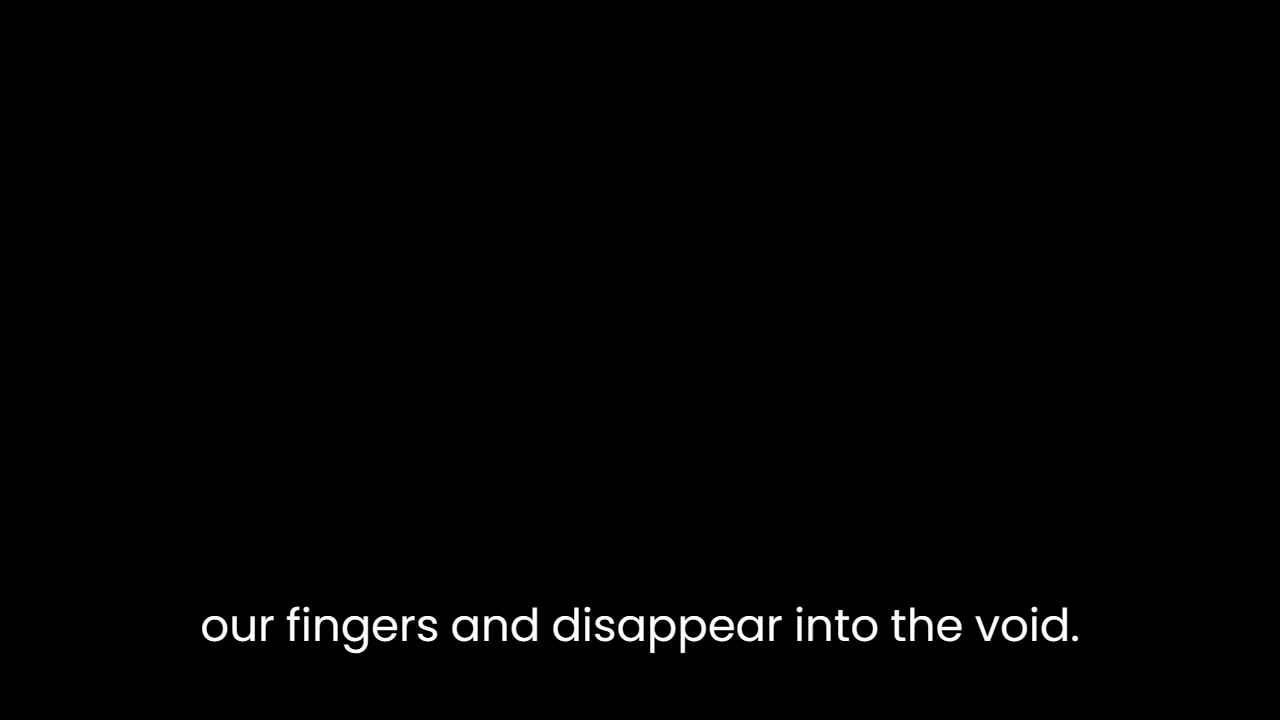 our fingers and disappear into the void.